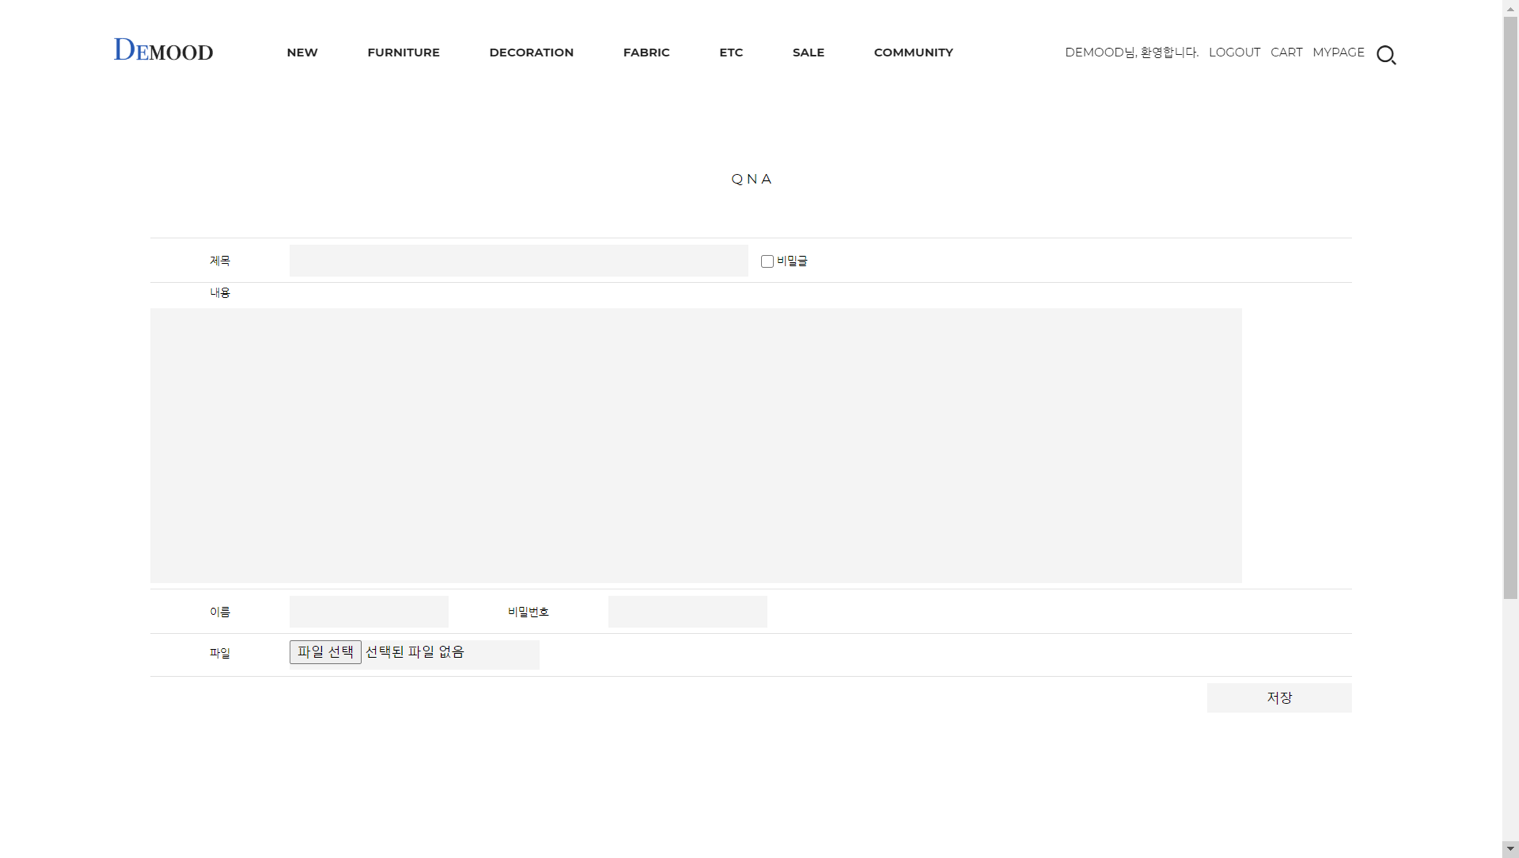 DEMOOD NEW FURNITURE DECORATION FABRIC ETC SALE COMMUNITY DEMOOD님, 환영합니다. LOGOUT CART MYPAGE
QNA
제목 비밀글
내용
이름 비밀번호
파일 파일 선택 선택된 파일 없음
저장